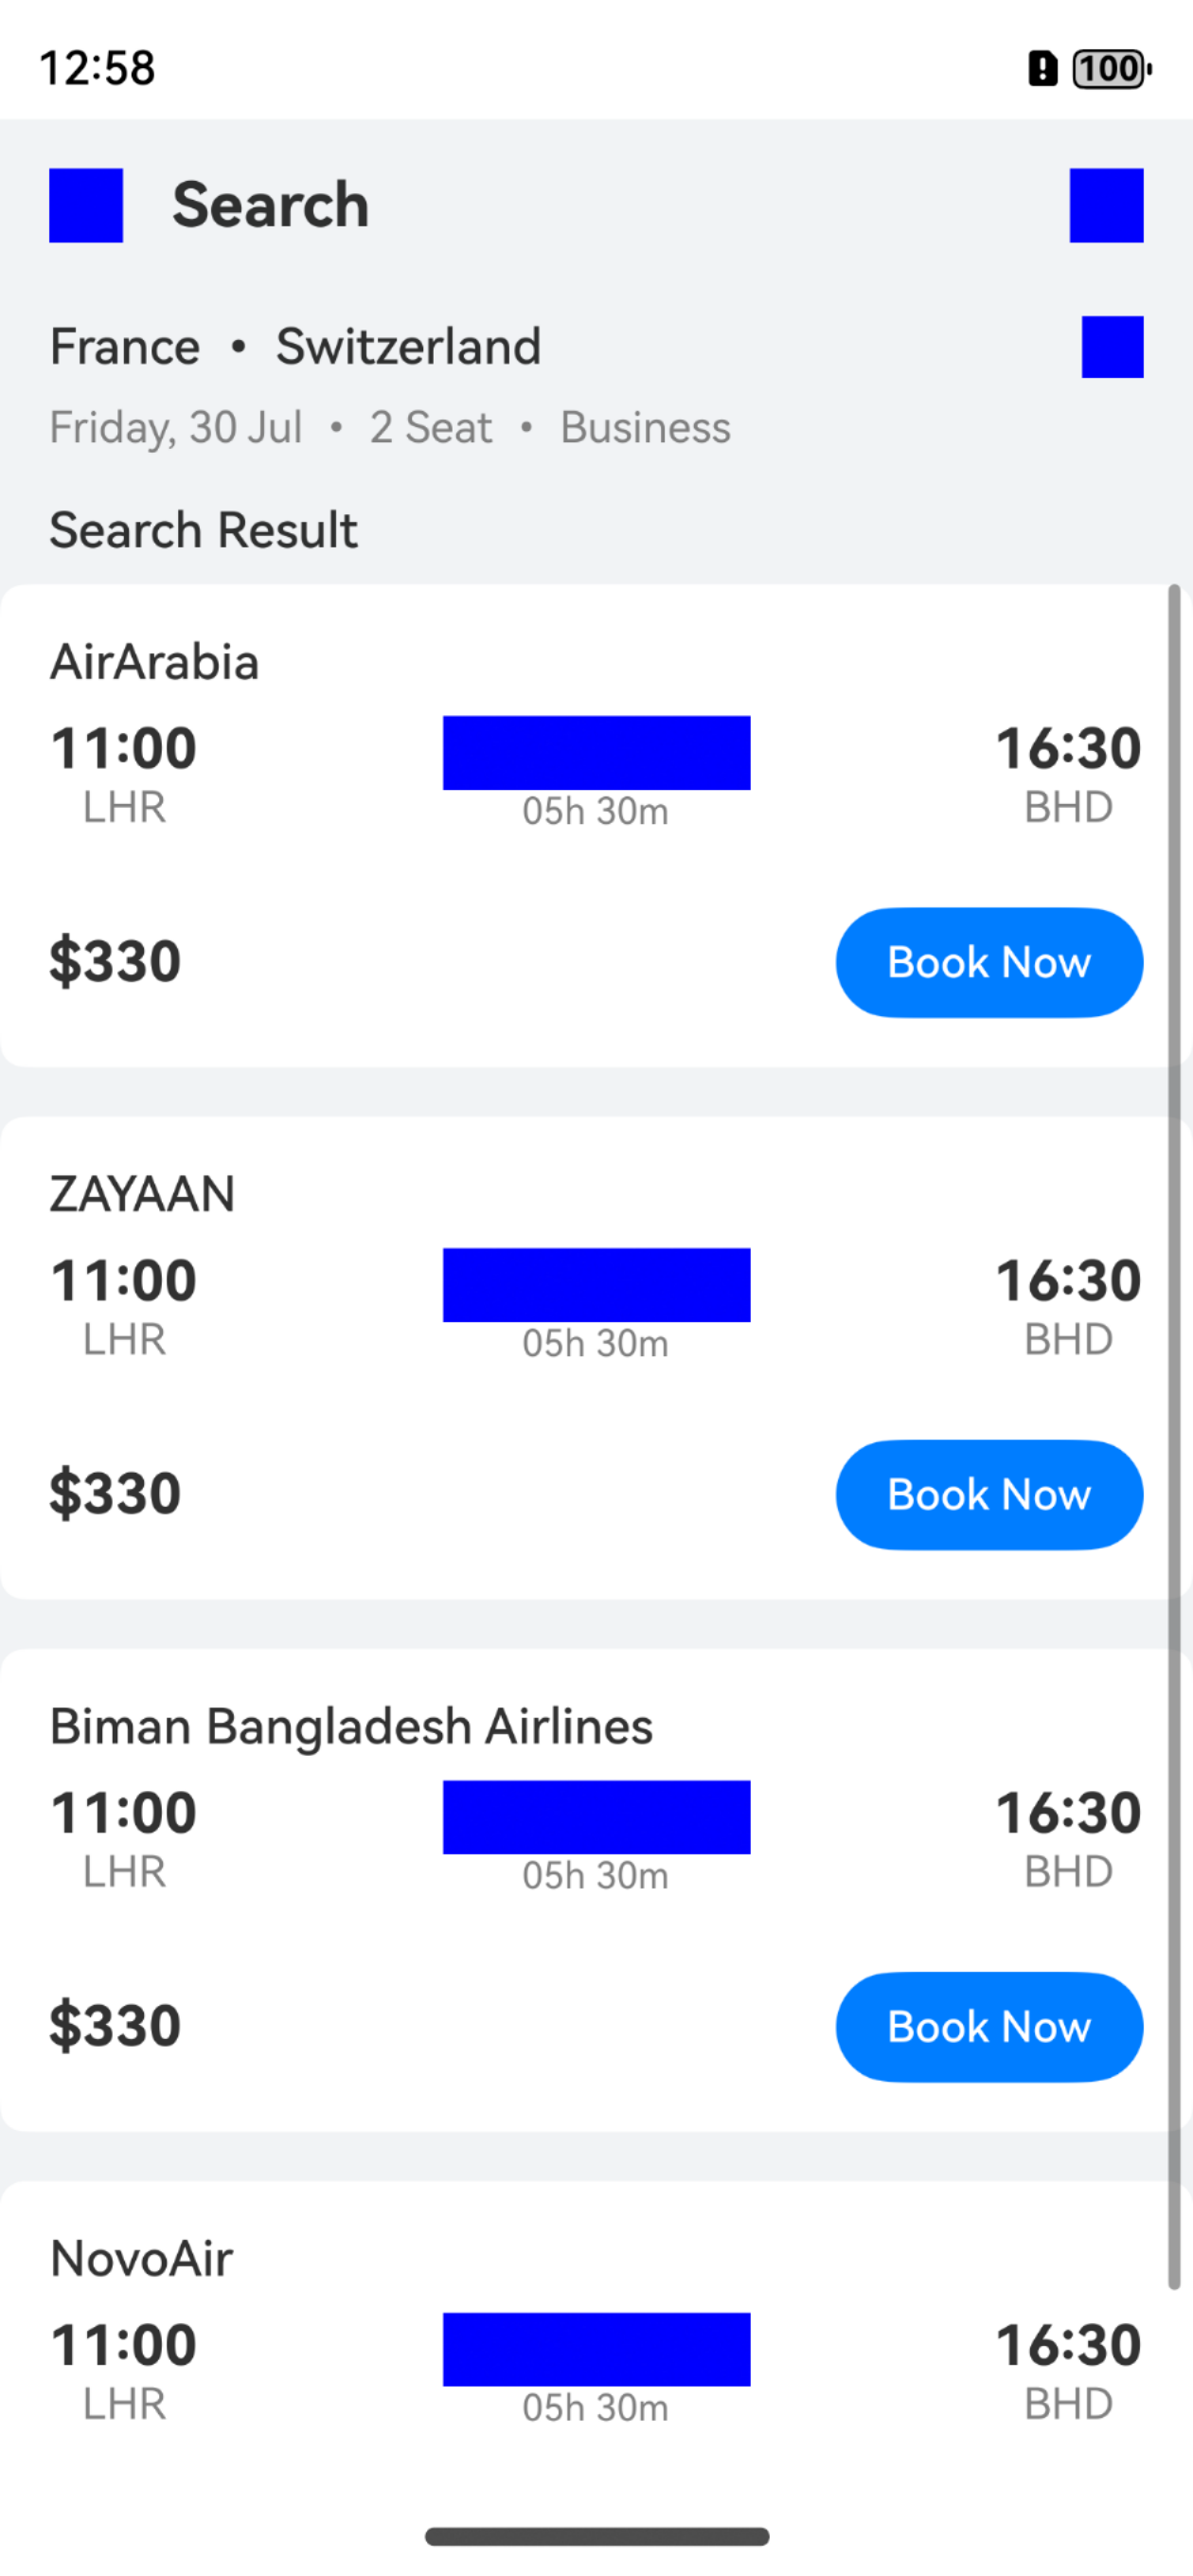 12:58
100
Search
France • Switzerland
Friday, 30 Jul • 2 Seat • Business
Search Result
AirArabia
11:00 16:30
LHR 05h 30m BHD
$330 Book Now
ZAYAAN
11:00 16:30
LHR 05h 30m BHD
$330 Book Now
Biman Bangladesh Airlines
11:00 16:30
LHR 05h 30m BHD
$330 Book Now
NovoAir
11:00 16:30
LHR 05h 30m BHD